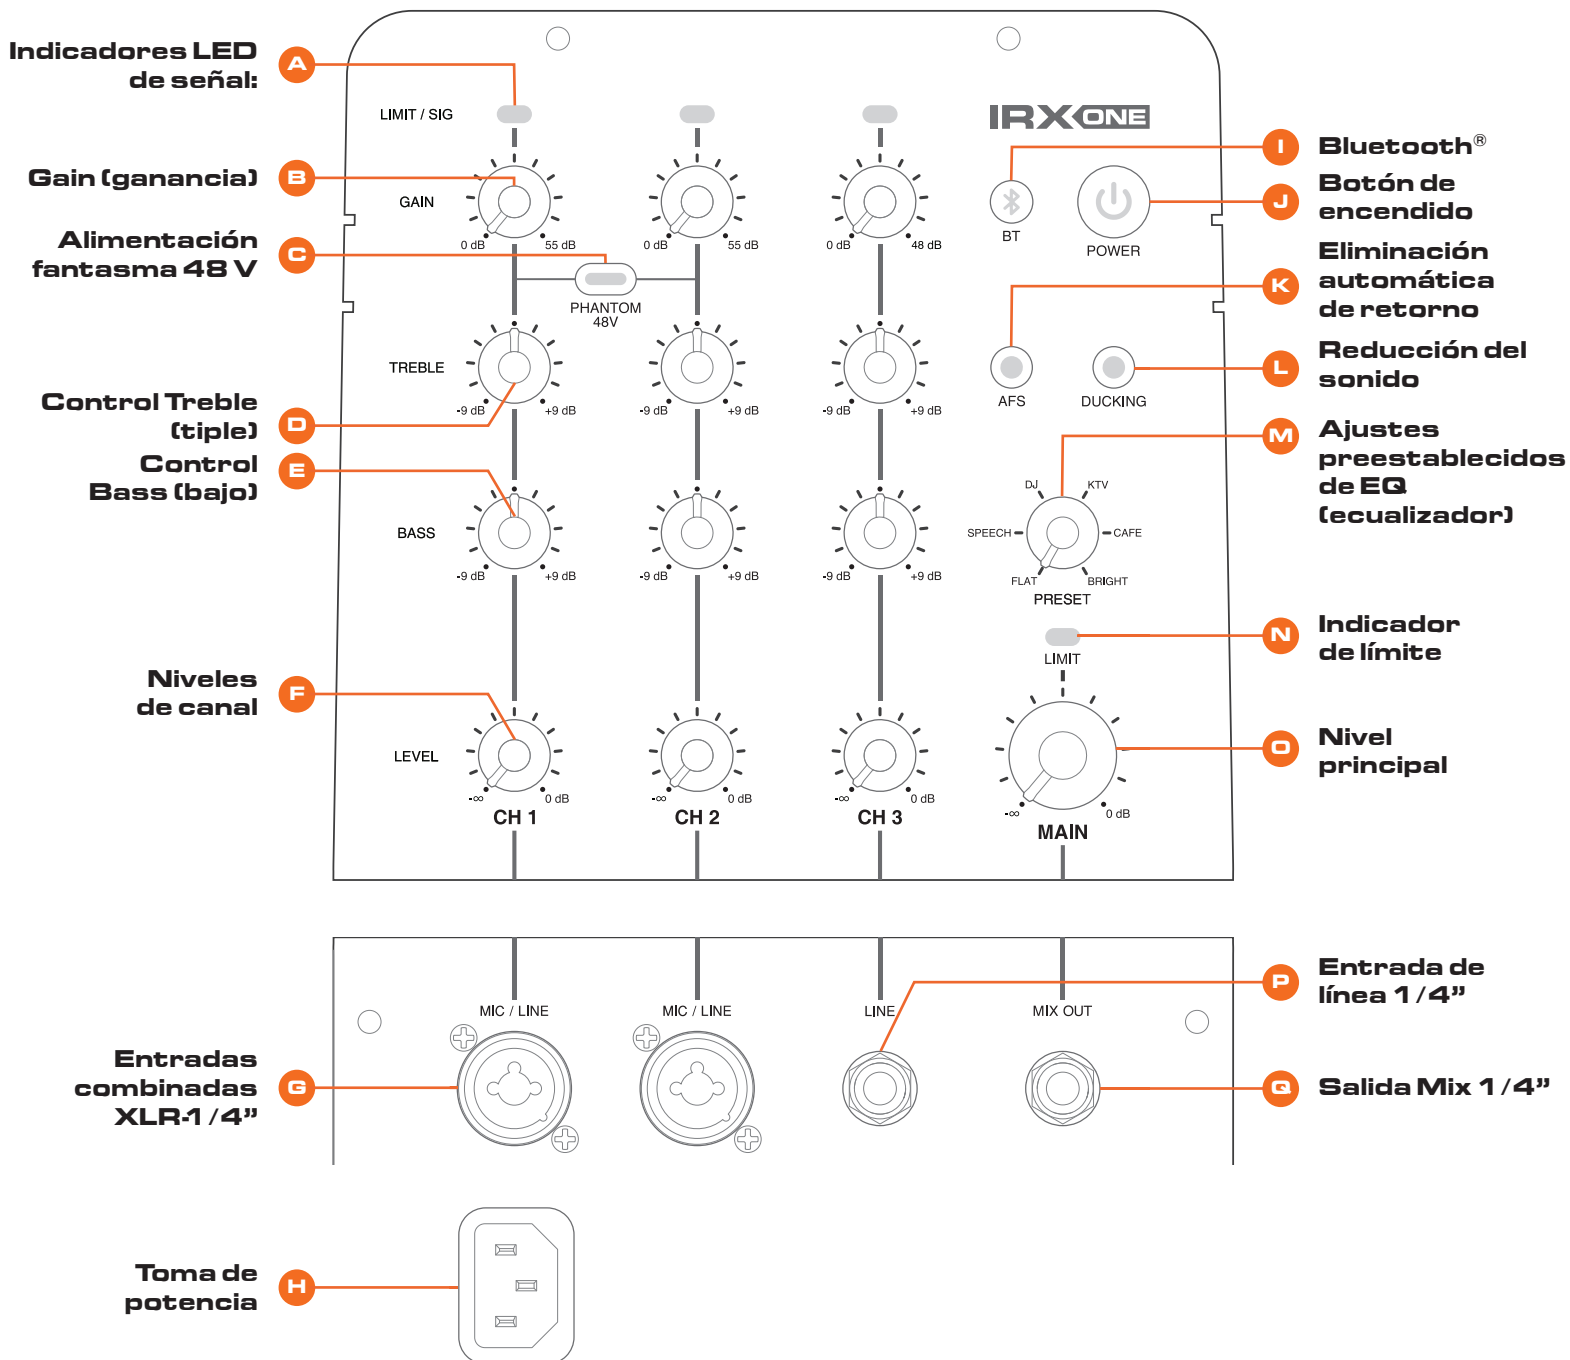 Indicadores LED
de señal:
A
LIMIT / SIG
IRX ONE
Gain (ganancia)
B
GAIN
0 dB
55 dB
0 dB
55 dB
0 dB
48 dB
I
Bluetooth®
BT
J
Botón de
encendido
POWER
Alimentación
fantasma 48 V
C
PHANTOM
48V
K
Eliminación
automática
de retorno
AFS
L
Reducción del
sonido
DUCKING
TREBLE
-9 dB
+9 dB
-9 dB
+9 dB
-9 dB
+9 dB
Control Treble
(tiple)
D
Control
Bass (bajo)
E
BASS
-9 dB
+9 dB
-9 dB
+9 dB
-9 dB
+9 dB
M
Ajustes
preestablecidos
de EQ
(ecualizador)
DJ
KTV
SPEECH
CAFE
FLAT
BRIGHT
PRESET
N
Indicador
de límite
LIMIT
Niveles
de canal
F
LEVEL
-∞
0 dB
-∞
0 dB
-∞
0 dB
-∞
0 dB
CH 1
CH 2
CH 3
MAIN
O
Nivel
principal
MIC / LINE
MIC / LINE
LINE
MIX OUT
P
Entrada de
línea 1/4”
Entradas
combinadas
XLR-1/4”
G
Q
Salida Mix 1/4”
Toma de
potencia
H